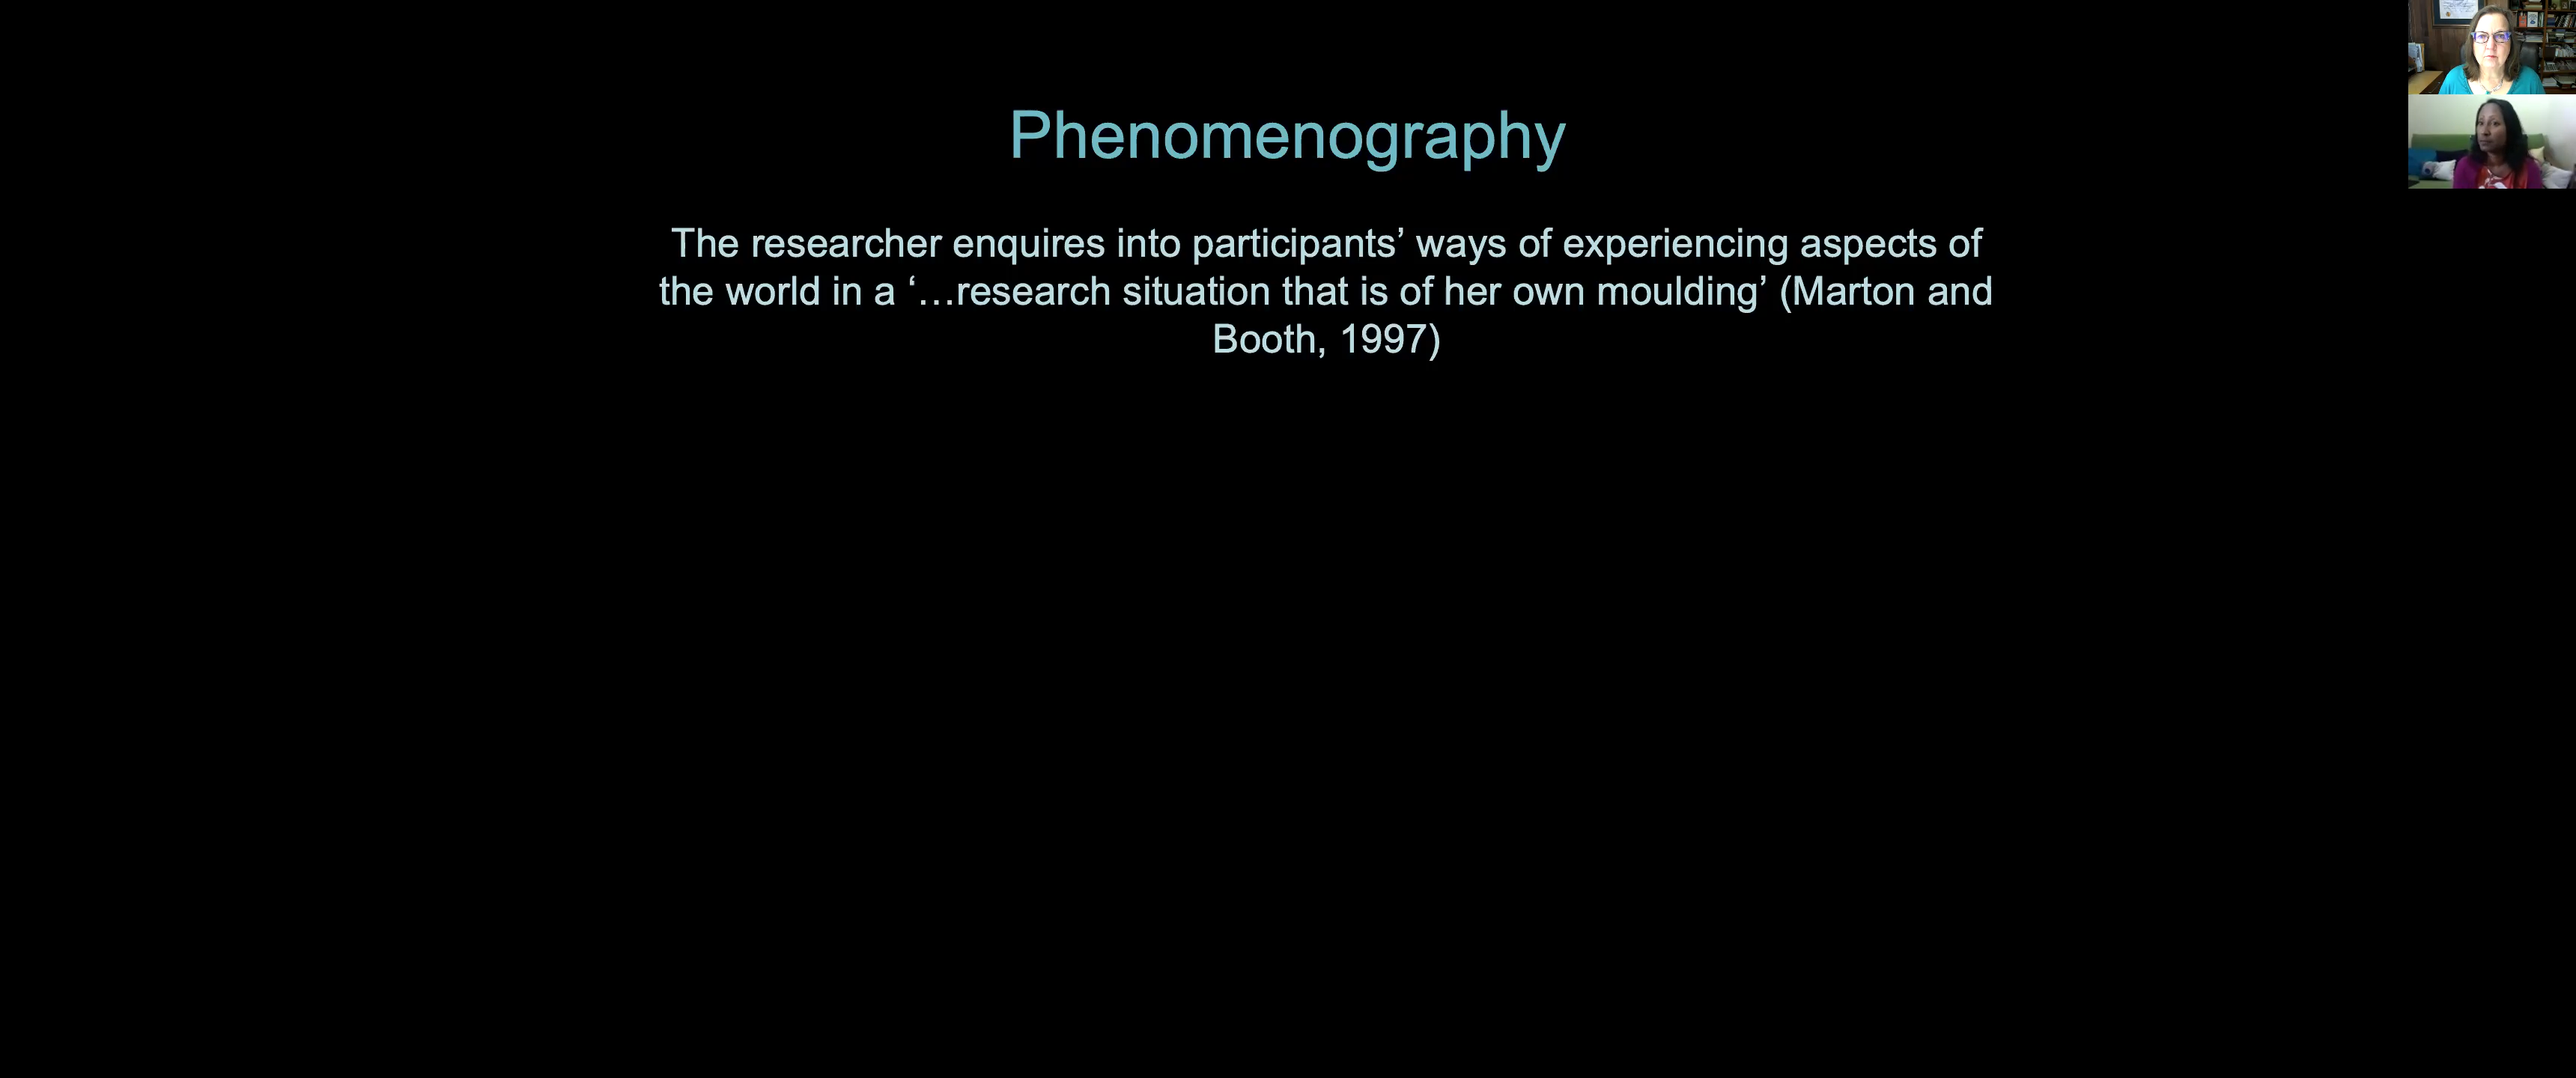 Phenomenography
The researcher enquires into participants’ ways of experiencing aspects of
the world in a ‘…research situation that is of her own moulding’ (Marton and
Booth, 1997)